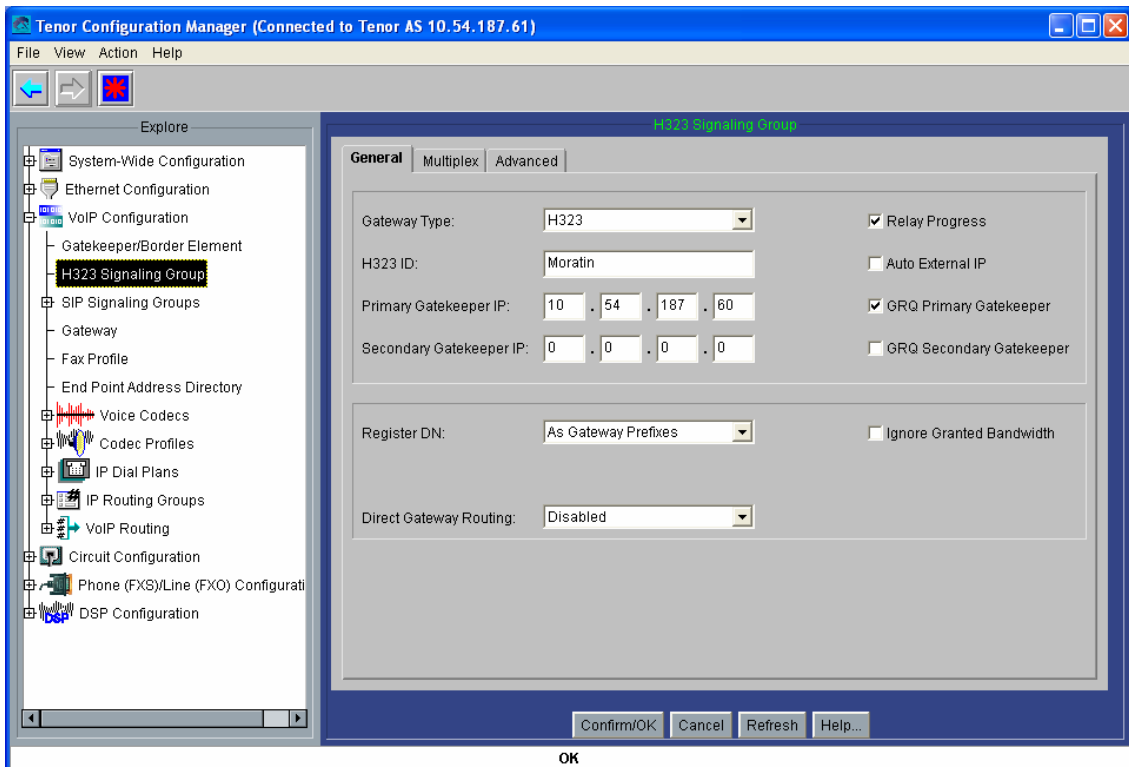 Tenor Configuration Manager (Connected to Tenor AS 10.54.187.61)
File View Action Help
Explore
System-Wide Configuration
Ethernet Configuration
VoIP Configuration
Gatekeeper/Border Element
H323 Signaling Group
SIP Signaling Groups
Gateway
Fax Profile
End Point Address Directory
Voice Codecs
Codec Profiles
IP Dial Plans
IP Routing Groups
VoIP Routing
Circuit Configuration
Phone (FXS)/Line (FXO) Configurati
DSP Configuration
H323 Signaling Group
General Multiplex Advanced
Gateway Type: H323 Relay Progress
H323 ID: Moratin Auto External IP
Primary Gatekeeper IP: 10 . 54 . 187 . 60 GRQ Primary Gatekeeper
Secondary Gatekeeper IP: 0 . 0 . 0 . 0 GRQ Secondary Gatekeeper
Register DN: As Gateway Prefixes Ignore Granted Bandwidth
Direct Gateway Routing: Disabled
Confirm/OK Cancel Refresh Help...
OK